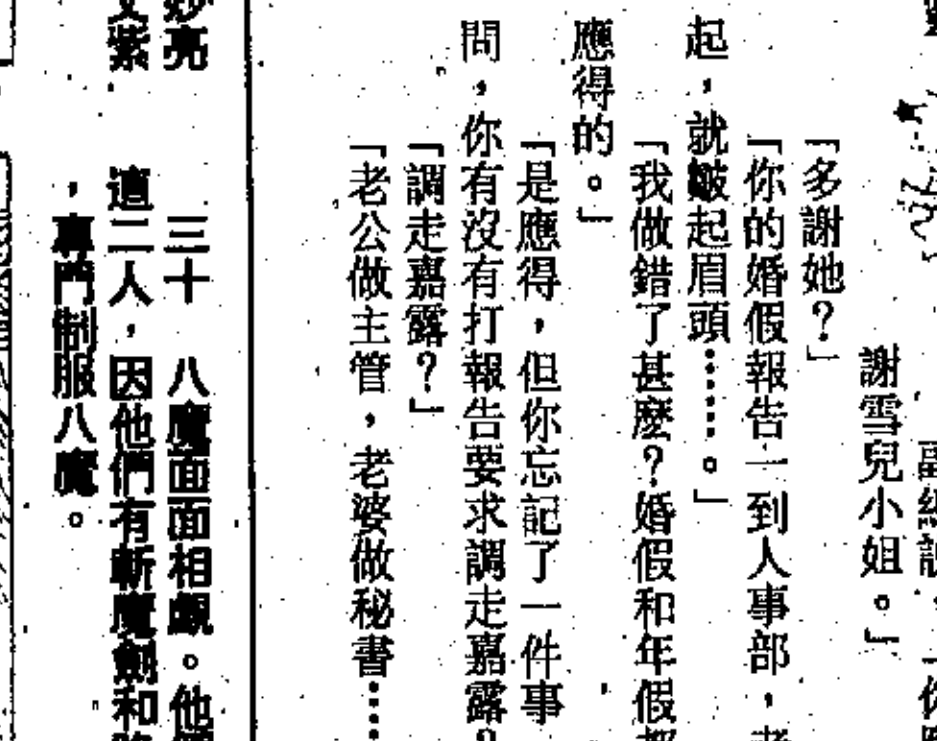 謝雪兒小姐。」
「多謝她?」
「你的婚假報告一到人事部,
起,就皺起眉頭……。」
「我做錯了甚麽?婚假和年假都
應得的。」
「是應得,但你忘記了一件事
問,你有沒有打報告要求調走嘉露?
「調走嘉露?」
「老公做主管,老婆做秘書……
三十 八魔面面相覷。他
這二人,因他們有斬魔劍和
,專門制服八魔。
妙亮
紫